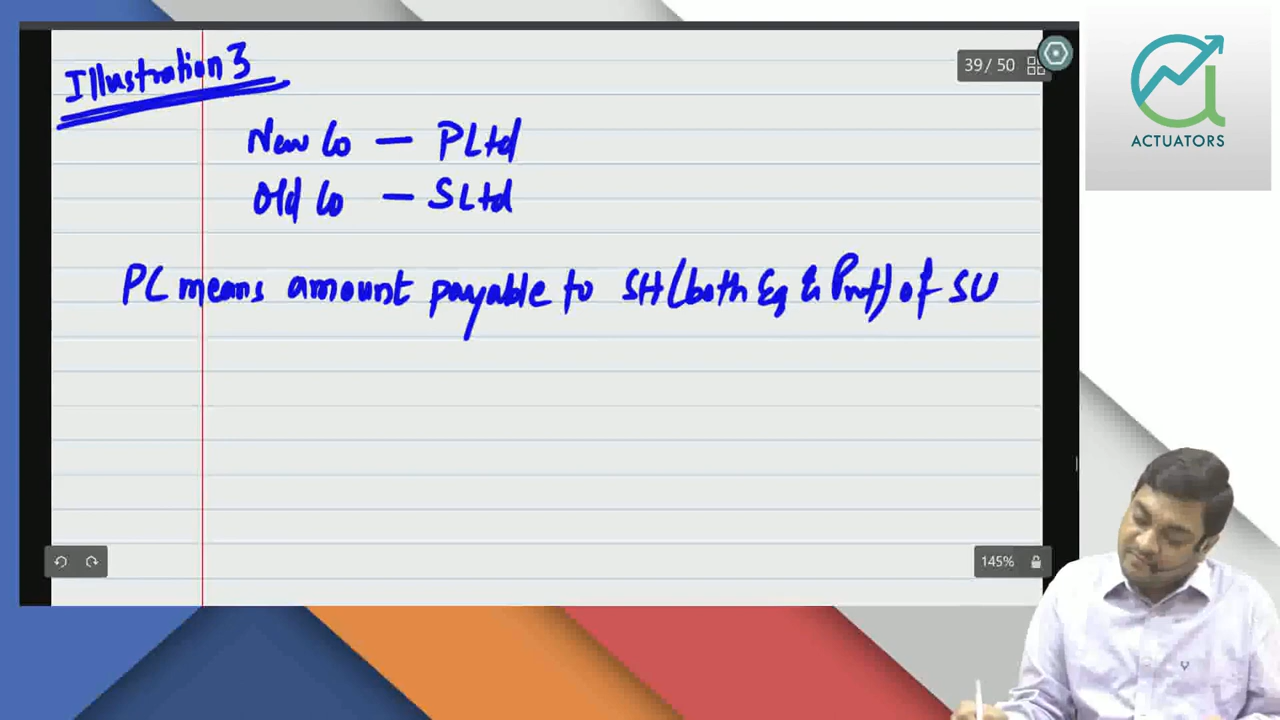 Illustration 3
39 / 50
New Co — P Ltd
Old Co — S Ltd
PC means amount payable to SH (both Eq & Pref) of SU
145%
ACTUATORS